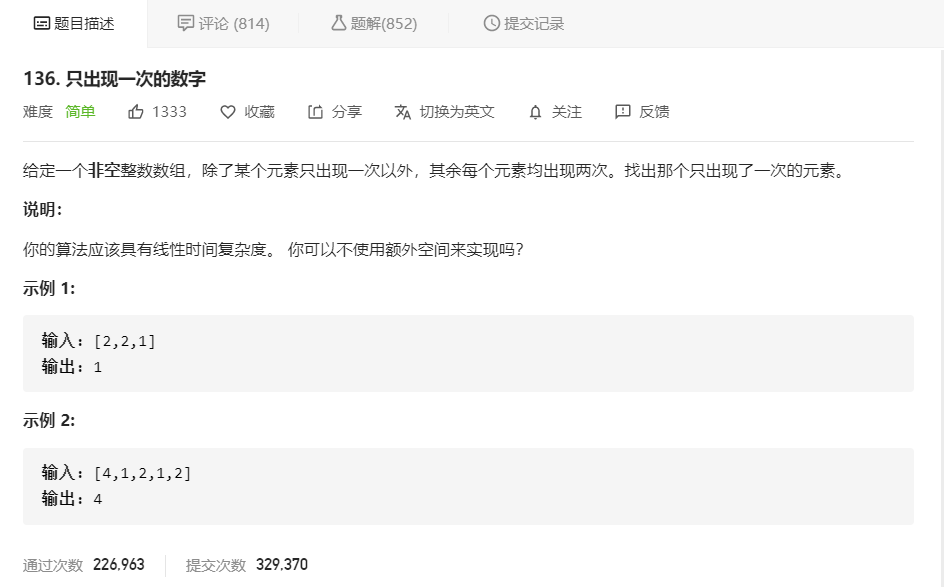 题目描述 评论 (814) 题解(852) 提交记录
136. 只出现一次的数字
难度 简单 1333 收藏 分享 切换为英文 关注 反馈
给定一个非空整数数组，除了某个元素只出现一次以外，其余每个元素均出现两次。找出那个只出现了一次的元素。
说明：
你的算法应该具有线性时间复杂度。 你可以不使用额外空间来实现吗？
示例 1:
输入: [2,2,1]
输出: 1
示例 2:
输入: [4,1,2,1,2]
输出: 4
通过次数 226,963 提交次数 329,370